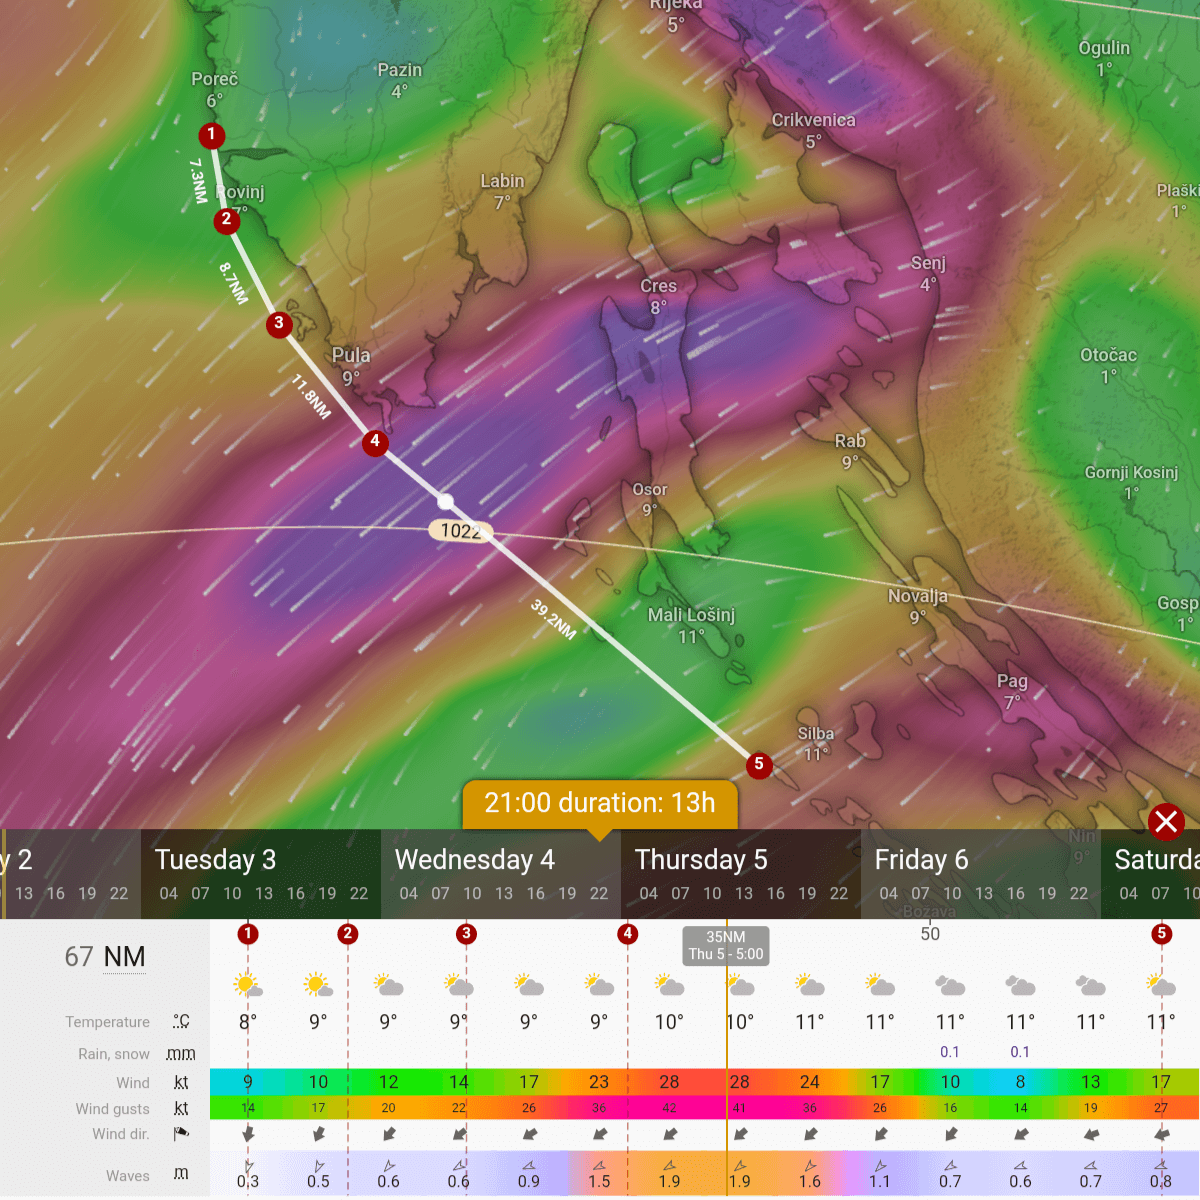 Rijeka
5°
Ogulin
1°
Poreč
6°
Pazin
4°
Crikvenica
5°
1
7.3NM
Rovinj
7°
Labin
7°
Plaški
1°
2
8.7NM
Senj
4°
Cres
8°
3
Pula
9°
Otočac
1°
11.8NM
4
Rab
9°
Gornji Kosinj
1°
Osor
9°
1022
Novalja
9°
Gosp
1°
39.2NM
Mali Lošinj
11°
Pag
7°
Silba
11°
5
21:00 duration: 13h
Nin
9°
y 2
Tuesday 3
Wednesday 4
Thursday 5
Friday 6
Saturda
13 16 19 22
04 07 10 13 16 19 22
04 07 10 13 16 19 22
04 07 10 13 16 19 22
04 07 10 13 16 19 22
04 07 10
Božava
1 2 3 4 50 5
35NM
Thu 5 - 5:00
67 NM
Temperature °C 8° 9° 9° 9° 9° 9° 10° 10° 11° 11° 11° 11° 11° 11°
Rain, snow mm 0.1 0.1
Wind kt 9 10 12 14 17 23 28 28 24 17 10 8 13 17
Wind gusts kt 14 17 20 22 26 36 42 41 36 26 16 14 19 27
Wind dir.
Waves m 0.3 0.5 0.6 0.6 0.9 1.5 1.9 1.9 1.6 1.1 0.7 0.6 0.7 0.8